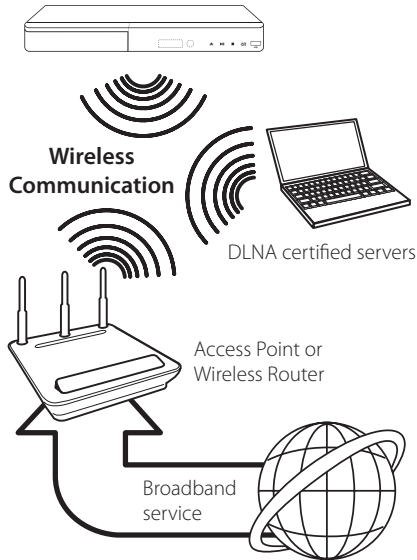 Wireless
Communication
DLNA certified servers
Access Point or
Wireless Router
Broadband
service